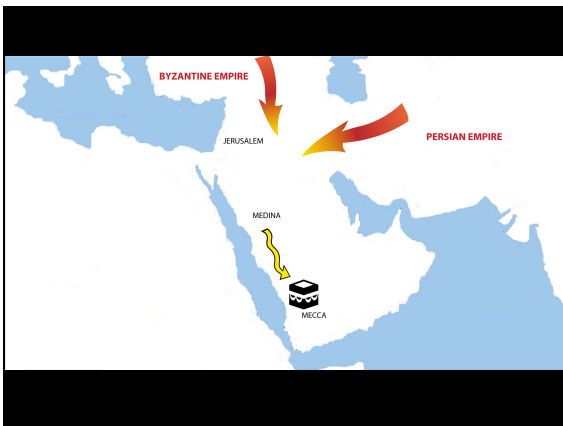 BYZANTINE EMPIRE
PERSIAN EMPIRE
JERUSALEM
MEDINA
MECCA